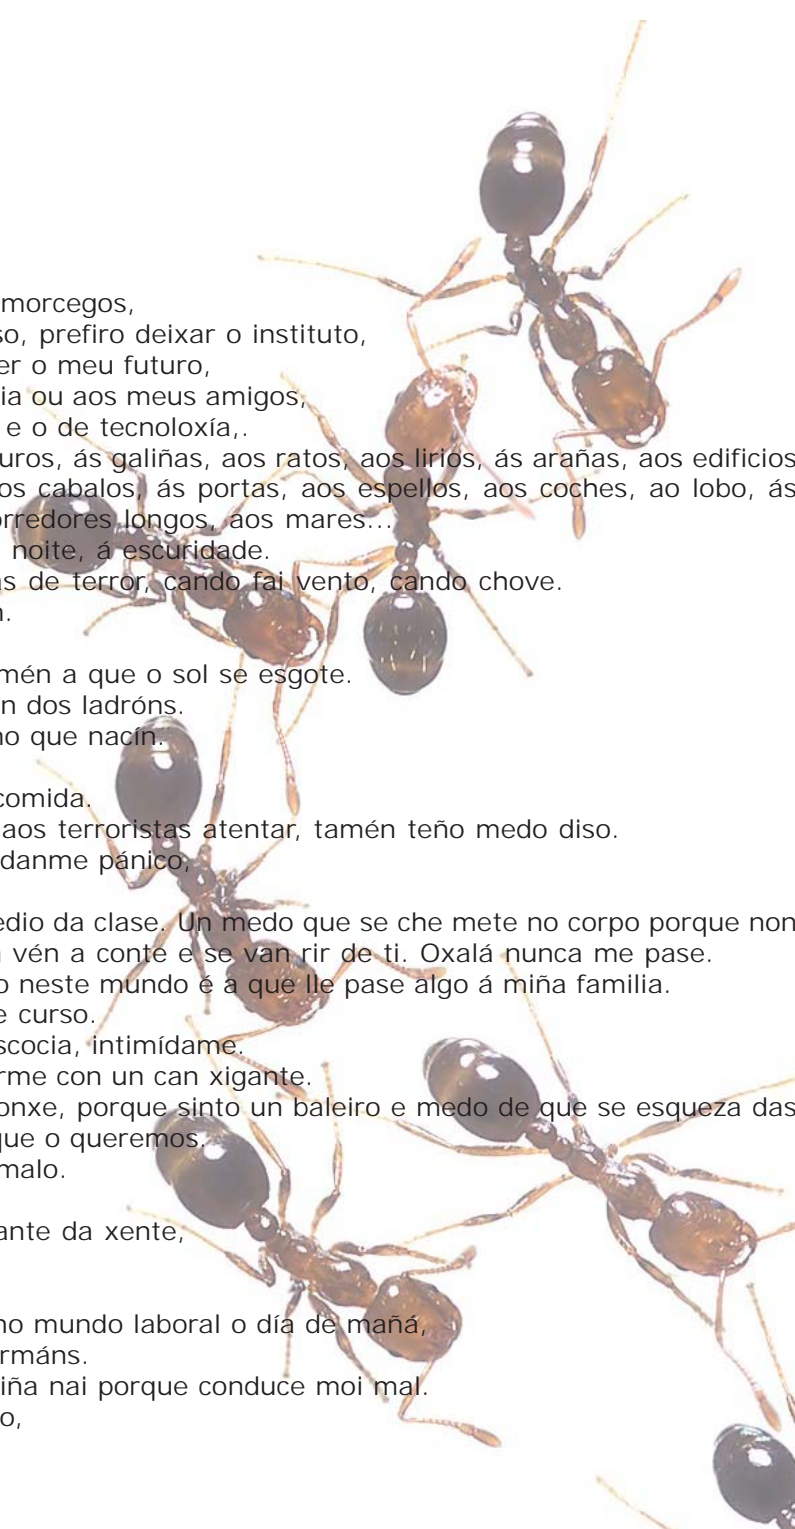 morcegos,
so, prefiro deixar o instituto,
er o meu futuro,
ia ou aos meus amigos,
e o de tecnoloxía,.
uros, ás galiñas, aos ratos, aos lirios, ás arañas, aos edificios
os cabalos, ás portas, aos espellos, aos coches, ao lobo, ás
orredores longos, aos mares...
noite, á escuridade.
as de terror, cando fai vento, cando chove.
n.
mén a que o sol se esgote.
n dos ladróns.
no que nacín.
comida.
aos terroristas atentar, tamén teño medo diso.
danme pánico,
edio da clase. Un medo que se che mete no corpo porque non
n vén a conte e se van rir de ti. Oxalá nunca me pase.
o neste mundo é a que lle pase algo á miña familia.
e curso.
scocia, intimídame.
rme con un can xigante.
onxe, porque sinto un baleiro e medo de que se esqueza das
que o queremos.
malo.
ante da xente,
no mundo laboral o día de mañá,
rmáns.
iña nai porque conduce moi mal.
o,